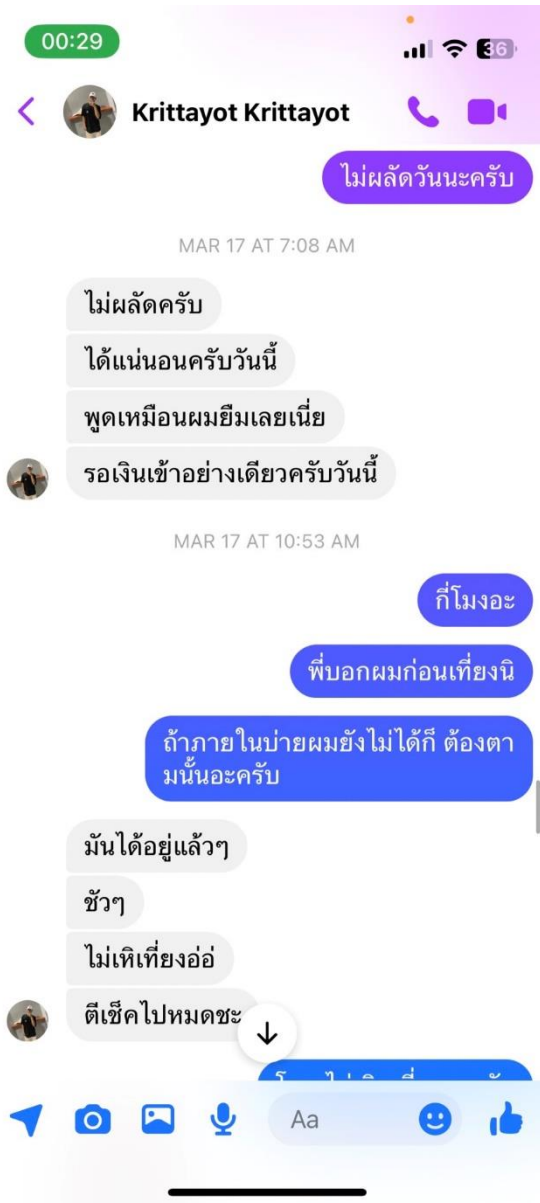 00:29
36
Krittayot Krittayot
ไม่ผลัดวันนะครับ
MAR 17 AT 7:08 AM
ไม่ผลัดครับ
ได้แน่นอนครับวันนี้
พูดเหมือนผมยืมเลยเนี่ย
รอเงินเข้าอย่างเดียวครับวันนี้
MAR 17 AT 10:53 AM
กี่โมงอะ
พี่บอกผมก่อนเที่ยงนิ
ถ้าภายในบ่ายผมยังไม่ได้ก็ ต้องตา
มนั้นอะครับ
มันได้อยู่แล้วๆ
ชัวๆ
ไม่เหิเที่ยงอ่อ่
ตีเช็คไปหมดชะ
Aa